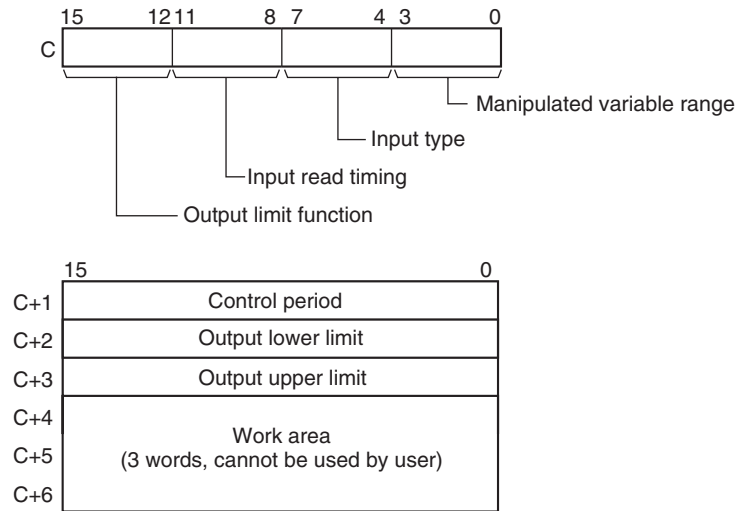 15 12 11 8 7 4 3 0
C
Manipulated variable range
Input type
Input read timing
Output limit function
15 0
C+1 Control period
C+2 Output lower limit
C+3 Output upper limit
C+4
Work area
C+5 (3 words, cannot be used by user)
C+6